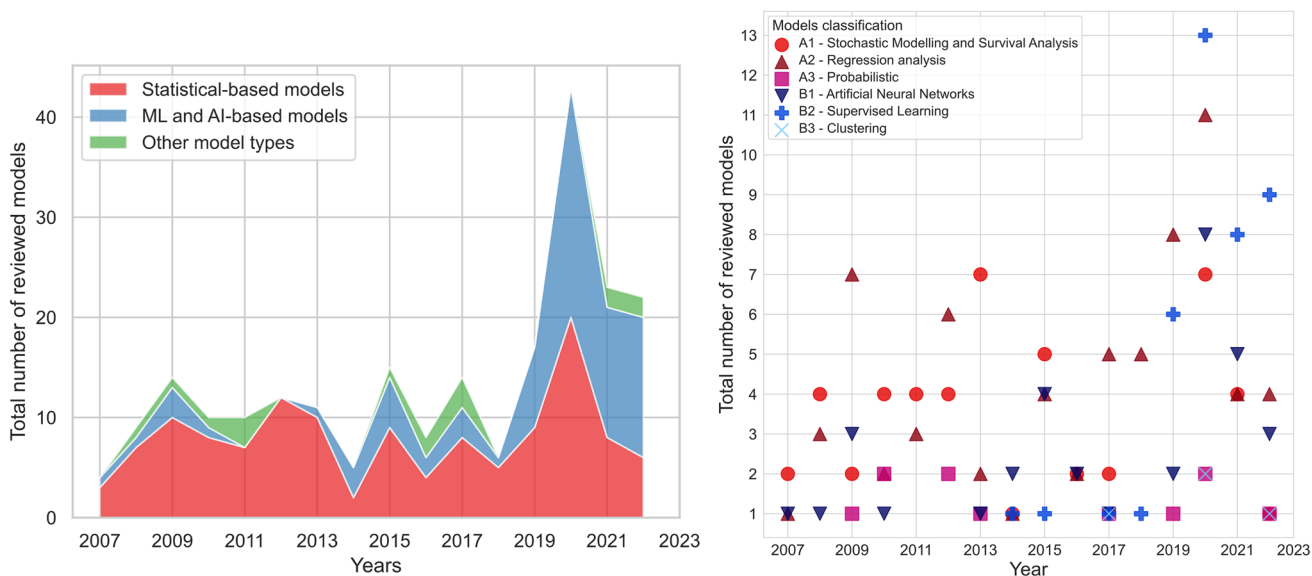 Total number of reviewed models
40
30
20
10
0
Statistical-based models
ML and AI-based models
Other model types
2007 2009 2011 2013 2015 2017 2019 2021 2023
Years
Total number of reviewed models
13
12
11
10
9
8
7
6
5
4
3
2
1
Models classification
A1 - Stochastic Modelling and Survival Analysis
A2 - Regression analysis
A3 - Probabilistic
B1 - Artificial Neural Networks
B2 - Supervised Learning
B3 - Clustering
2007 2009 2011 2013 2015 2017 2019 2021 2023
Year